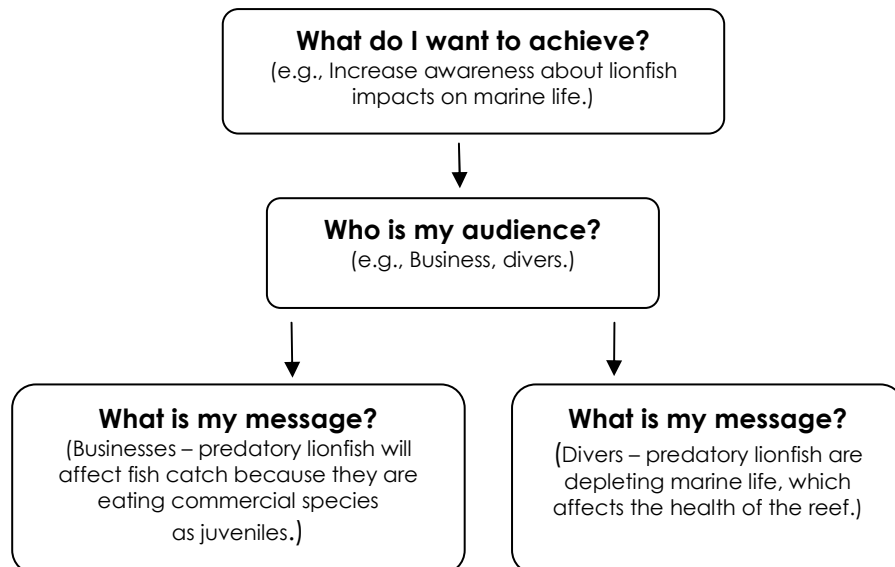 What do I want to achieve?
(e.g., Increase awareness about lionfish
impacts on marine life.)
Who is my audience?
(e.g., Business, divers.)
What is my message?
(Businesses – predatory lionfish will
affect fish catch because they are
eating commercial species
as juveniles.)
What is my message?
(Divers – predatory lionfish are
depleting marine life, which
affects the health of the reef.)